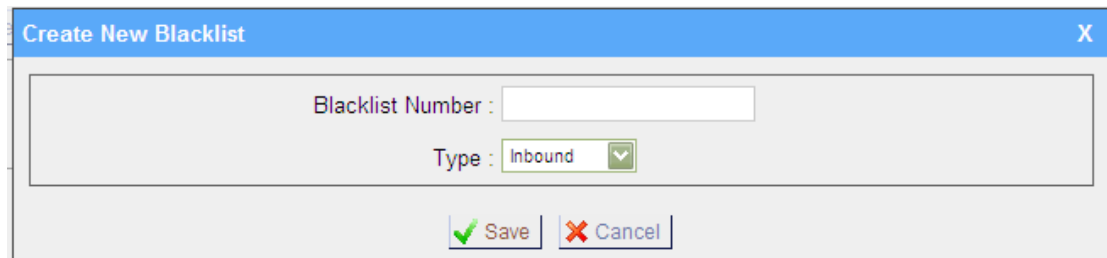 Create New Blacklist X
Blacklist Number :
Type : Inbound
Save Cancel